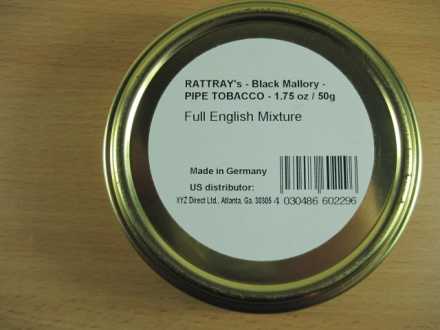 RATTRAY's - Black Mallory -
PIPE TOBACCO - 1.75 oz / 50g
Full English Mixture
Made in Germany
US distributor:
XYZ Direct Ltd., Atlanta, Ga. 30305
4 030486 602296